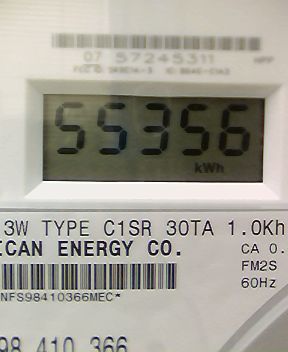 07 57245311
55356
kWh
3W TYPE C1SR 30TA 1.0Kh
ICAN ENERGY CO.
CA 0.
FM2S
60Hz
NFS98410366MEC*
98 410 366